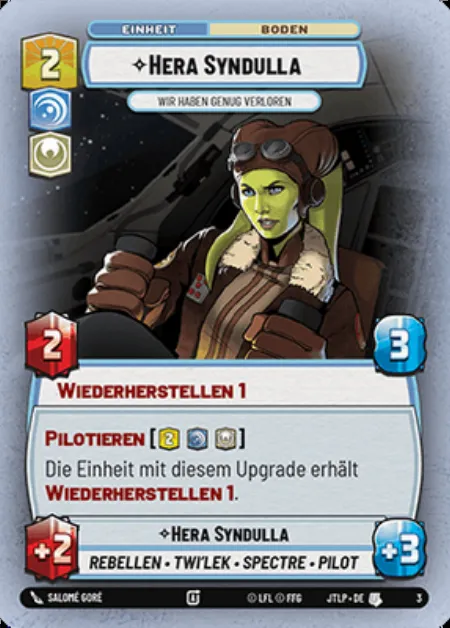 EINHEIT BODEN
2
HERA SYNDULLA
WIR HABEN GENUG VERLOREN
2 3
WIEDERHERSTELLEN 1
PILOTIEREN [2]
Die Einheit mit diesem Upgrade erhält
WIEDERHERSTELLEN 1.
HERA SYNDULLA
+2 +3
REBELLEN • TWI'LEK • SPECTRE • PILOT
SALOMÉ GORÉ © LFL © FFG JTLP • DE 3